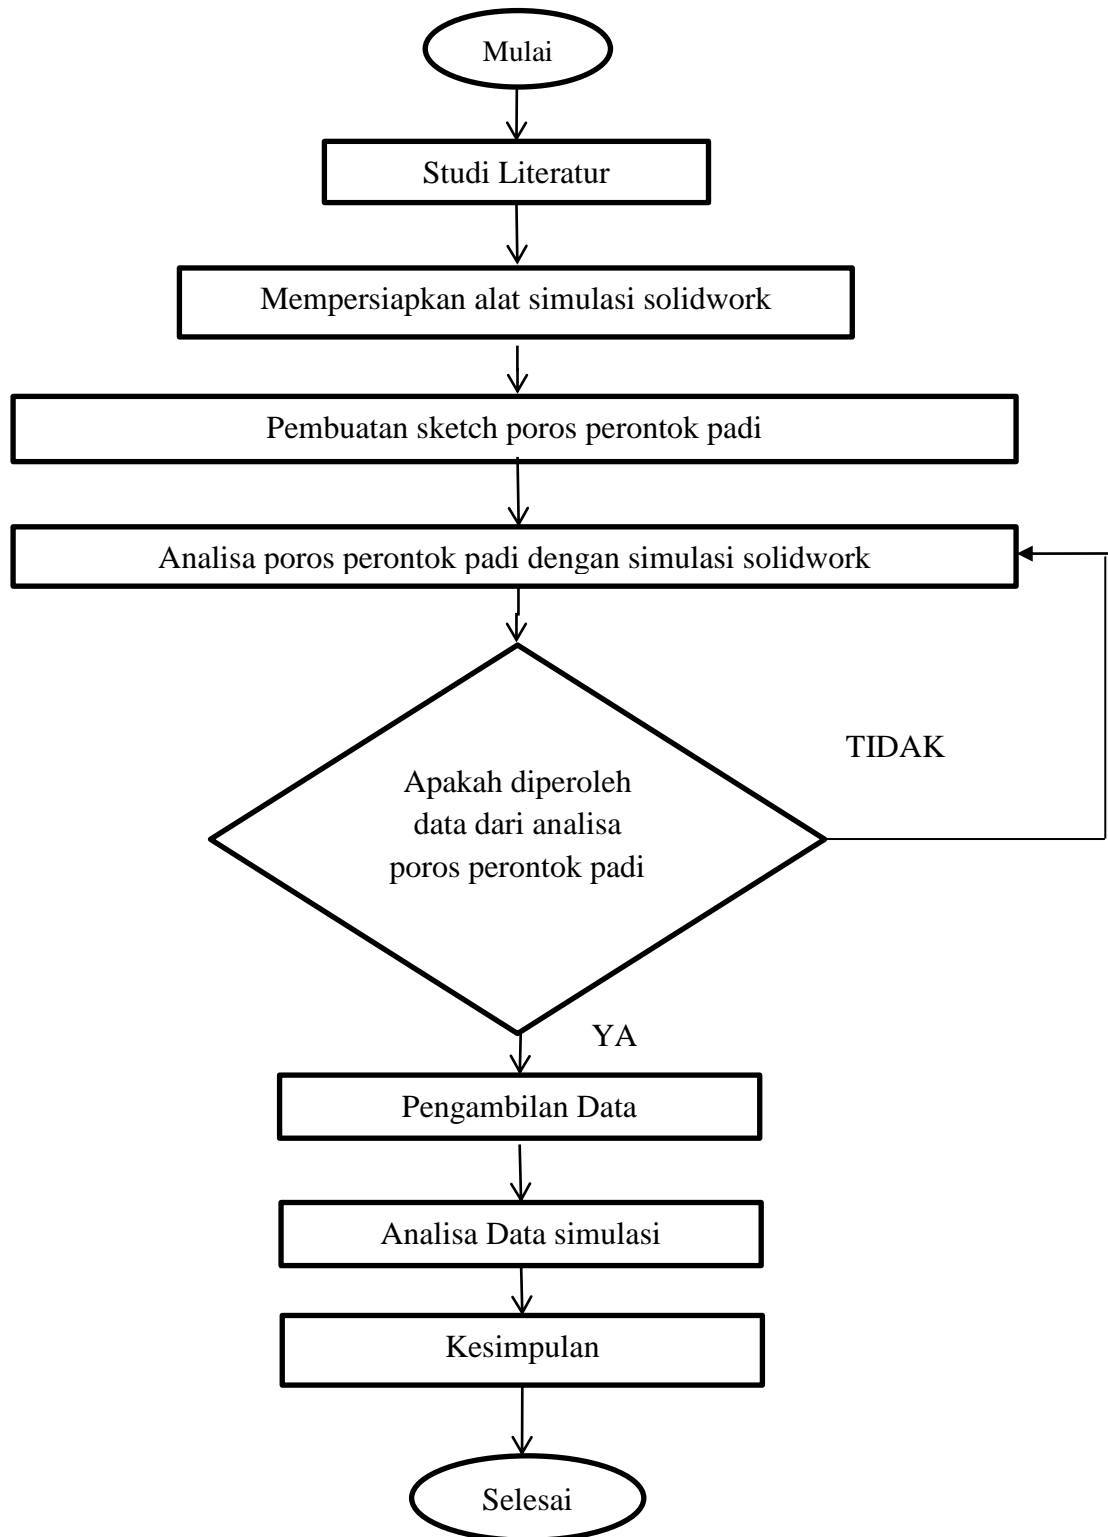 Mulai
Studi Literatur
Mempersiapkan alat simulasi solidwork
Pembuatan sketch poros perontok padi
Analisa poros perontok padi dengan simulasi solidwork
TIDAK
Apakah diperoleh
data dari analisa
poros perontok padi
YA
Pengambilan Data
Analisa Data simulasi
Kesimpulan
Selesai